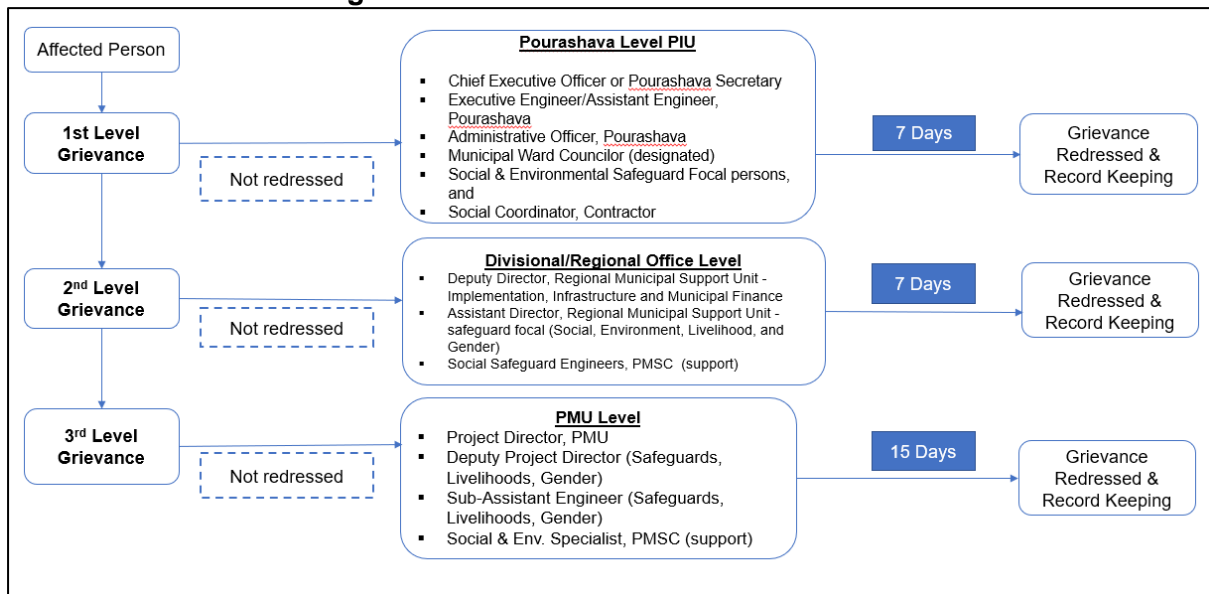 Affected Person
1st Level
Grievance
Not redressed
Pourashava Level PIU
▪ Chief Executive Officer or Pourashava Secretary
▪ Executive Engineer/Assistant Engineer,
Pourashava
▪ Administrative Officer, Pourashava
▪ Municipal Ward Councilor (designated)
▪ Social & Environmental Safeguard Focal persons,
and
▪ Social Coordinator, Contractor
7 Days
Grievance
Redressed &
Record Keeping
2nd Level
Grievance
Not redressed
Divisional/Regional Office Level
▪ Deputy Director, Regional Municipal Support Unit -
Implementation, Infrastructure and Municipal Finance
▪ Assistant Director, Regional Municipal Support Unit -
safeguard focal (Social, Environment, Livelihood, and
Gender)
▪ Social Safeguard Engineers, PMSC (support)
7 Days
Grievance
Redressed &
Record Keeping
3rd Level
Grievance
Not redressed
PMU Level
▪ Project Director, PMU
▪ Deputy Project Director (Safeguards,
Livelihoods, Gender)
▪ Sub-Assistant Engineer (Safeguards,
Livelihoods, Gender)
▪ Social & Env. Specialist, PMSC (support)
15 Days
Grievance
Redressed &
Record Keeping